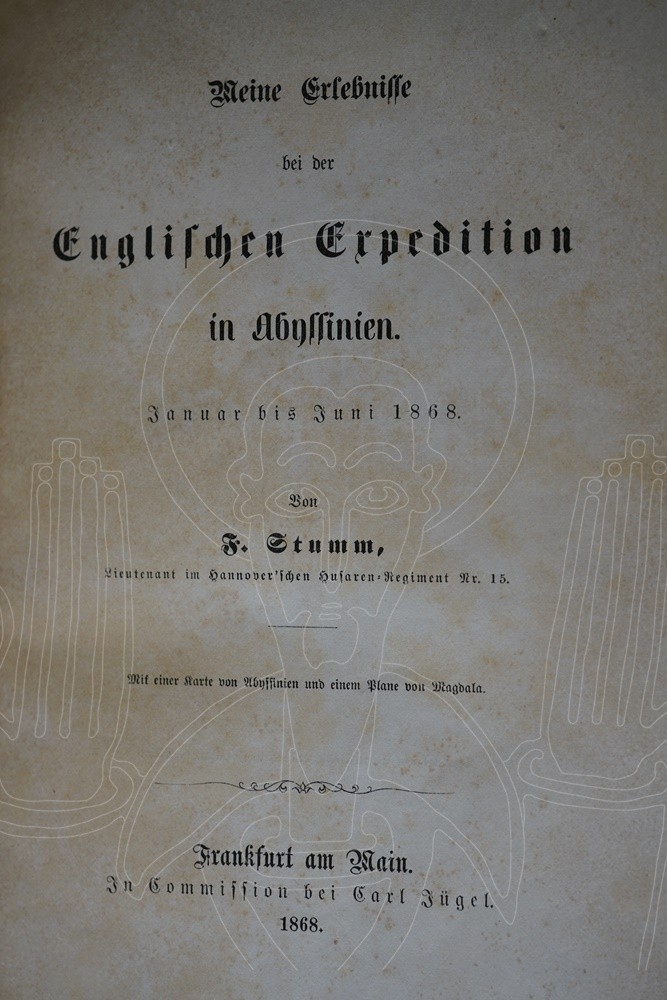 Meine Erlebnisse
bei der
Englischen Expedition
in Abyssinien.
Januar bis Juni 1868.
Von
F. Stumm,
Lieutenant im Hannover'schen Husaren-Regiment Nr. 15.
Mit einer Karte von Abyssinien und einem Plane von Magdala.
Frankfurt am Main.
In Commission bei Carl Jügel.
1868.